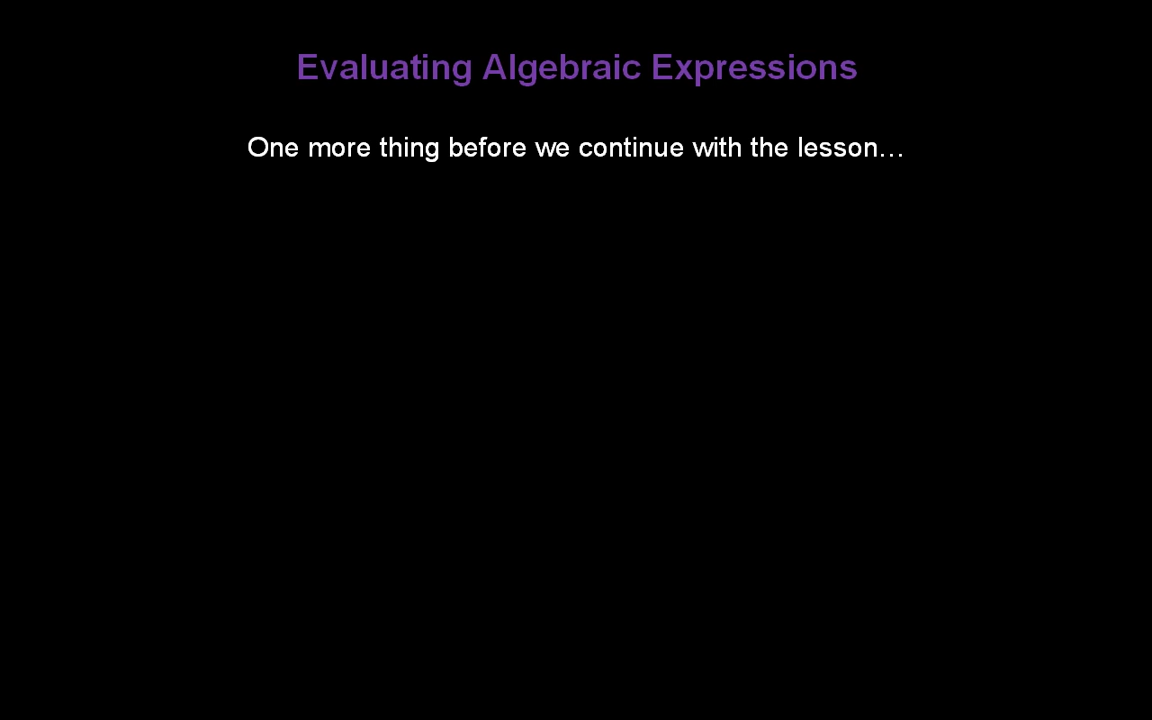 Evaluating Algebraic Expressions
One more thing before we continue with the lesson…